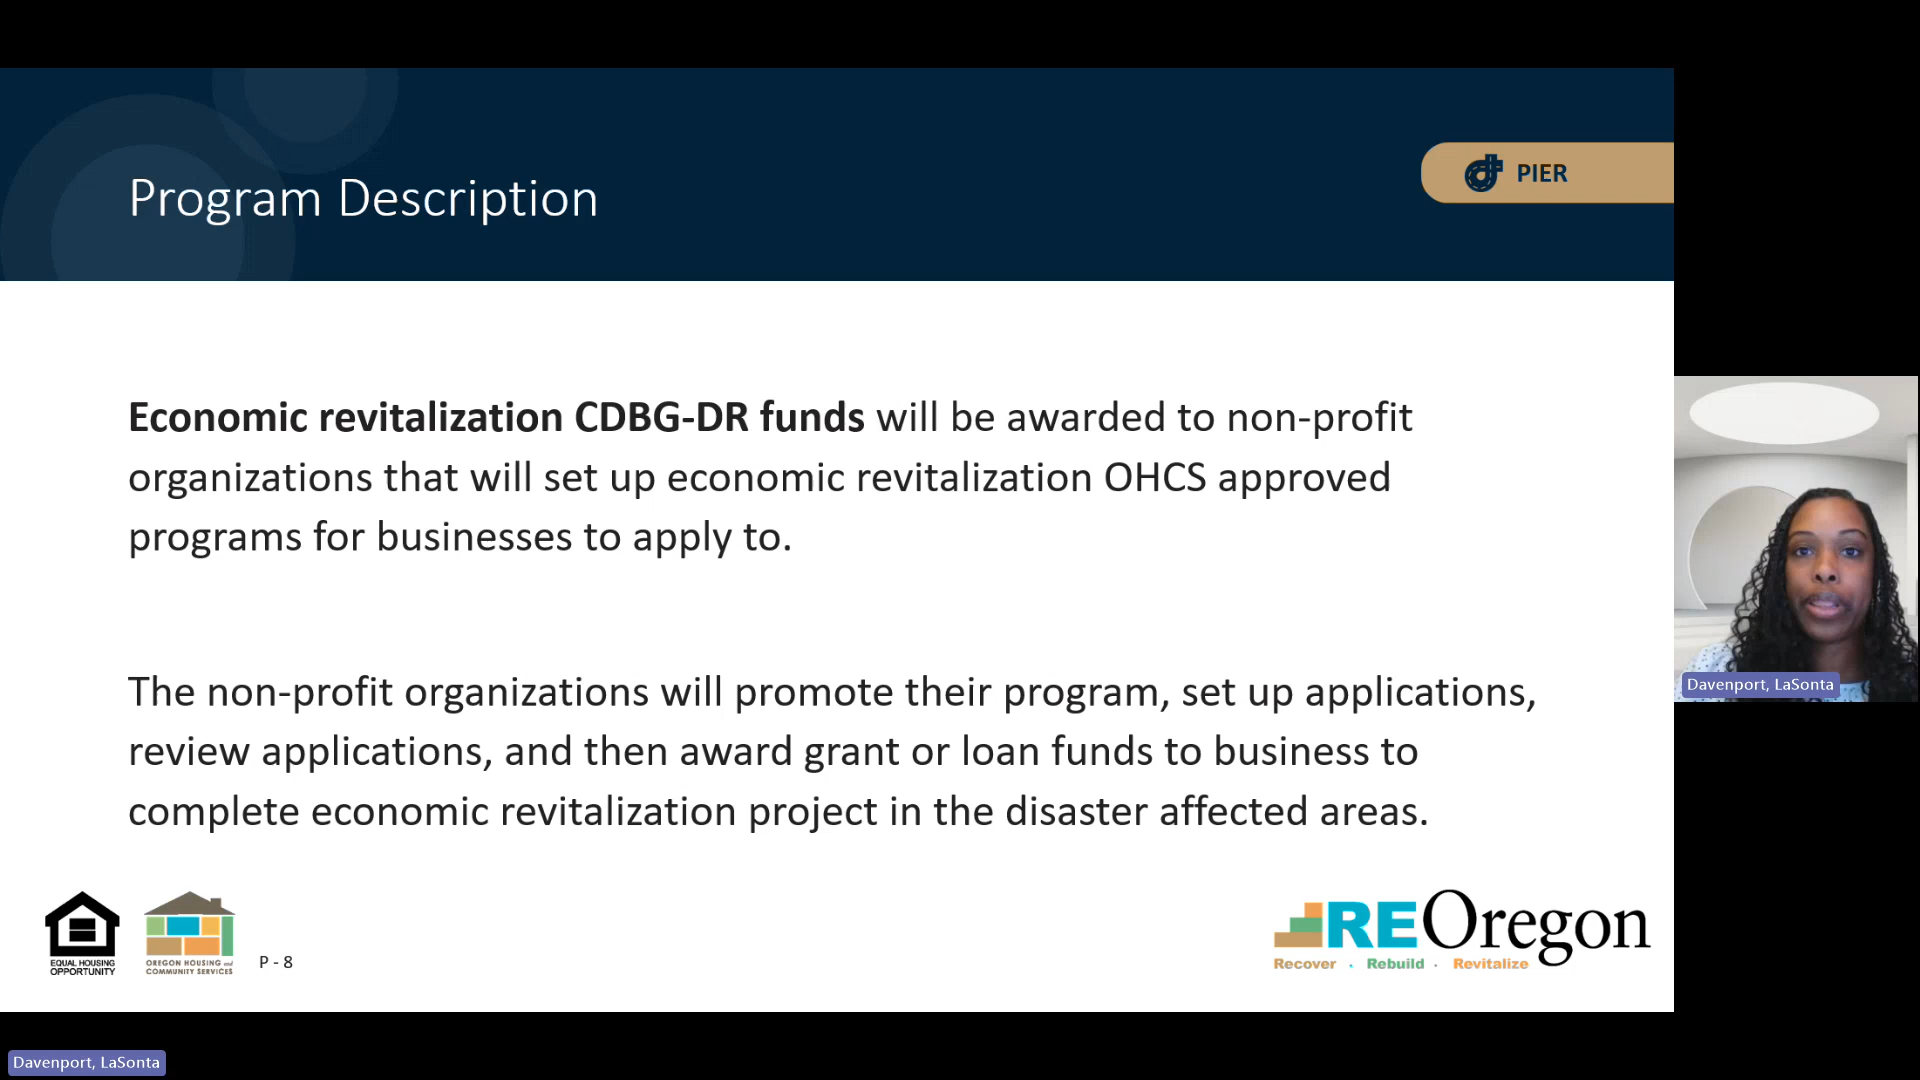 Program Description
PIER
Economic revitalization CDBG-DR funds will be awarded to non-profit
organizations that will set up economic revitalization OHCS approved
programs for businesses to apply to.
The non-profit organizations will promote their program, set up applications,
review applications, and then award grant or loan funds to business to
complete economic revitalization project in the disaster affected areas.
EQUAL HOUSING
OPPORTUNITY
OREGON HOUSING and
COMMUNITY SERVICES
P - 8
REOregon
Recover . Rebuild . Revitalize
Davenport, LaSonta
Davenport, LaSonta